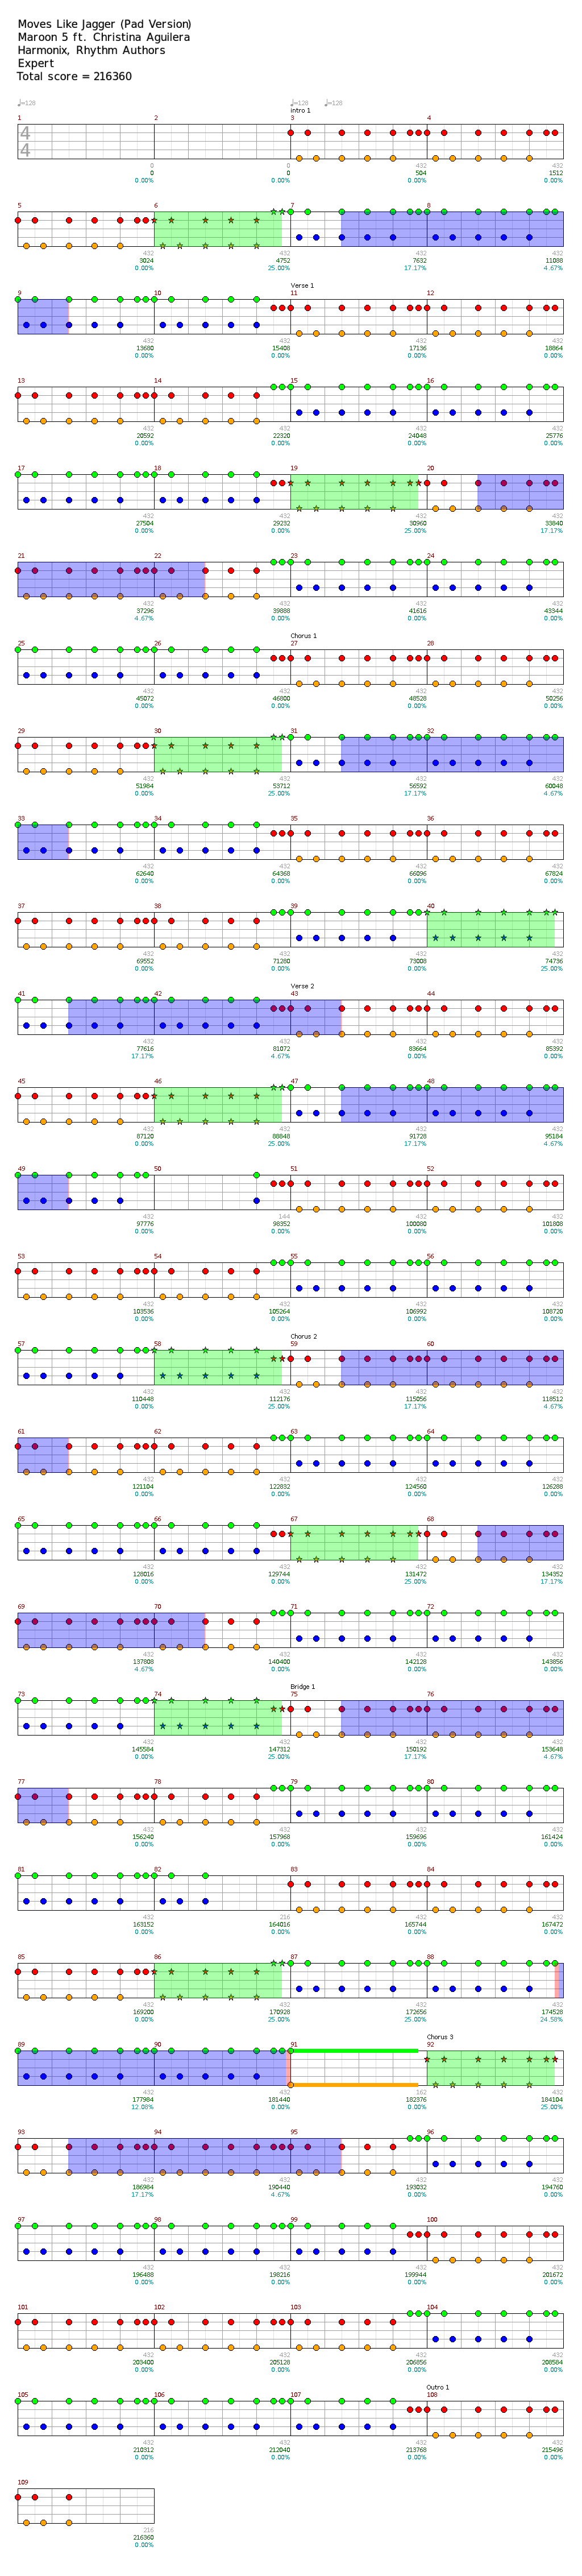 Moves Like Jagger (Pad Version)
Maroon 5 ft. Christina Aguilera
Harmonix, Rhythm Authors
Expert
Total score = 216360
♩=128 ♩=128 ♩=128
intro 1
1 2 3 4
4
4
0 0 432 432
0 0 504 1512
0.00% 0.00% 0.00% 0.00%
5 6 7 8
432 432 432 432
3024 4752 7632 11088
0.00% 25.00% 17.17% 4.67%
Verse 1
9 10 11 12
432 432 432 432
13680 15408 17136 18864
0.00% 0.00% 0.00% 0.00%
13 14 15 16
432 432 432 432
20592 22320 24048 25776
0.00% 0.00% 0.00% 0.00%
17 18 19 20
432 432 432 432
27504 29232 30960 33840
0.00% 0.00% 25.00% 17.17%
21 22 23 24
432 432 432 432
37296 39888 41616 43344
4.67% 0.00% 0.00% 0.00%
Chorus 1
25 26 27 28
432 432 432 432
45072 46800 48528 50256
0.00% 0.00% 0.00% 0.00%
29 30 31 32
432 432 432 432
51984 53712 56592 60048
0.00% 25.00% 17.17% 4.67%
33 34 35 36
432 432 432 432
62640 64368 66096 67824
0.00% 0.00% 0.00% 0.00%
37 38 39 40
432 432 432 432
69552 71280 73008 74736
0.00% 0.00% 0.00% 25.00%
Verse 2
41 42 43 44
432 432 432 432
77616 81072 83664 85392
17.17% 4.67% 0.00% 0.00%
45 46 47 48
432 432 432 432
87120 88848 91728 95184
0.00% 25.00% 17.17% 4.67%
49 50 51 52
432 144 432 432
97776 98352 100080 101808
0.00% 0.00% 0.00% 0.00%
53 54 55 56
432 432 432 432
103536 105264 106992 108720
0.00% 0.00% 0.00% 0.00%
Chorus 2
57 58 59 60
432 432 432 432
110448 112176 115056 118512
0.00% 25.00% 17.17% 4.67%
61 62 63 64
432 432 432 432
121104 122832 124560 126288
0.00% 0.00% 0.00% 0.00%
65 66 67 68
432 432 432 432
128016 129744 131472 134352
0.00% 0.00% 25.00% 17.17%
69 70 71 72
432 432 432 432
137808 140400 142128 143856
4.67% 0.00% 0.00% 0.00%
Bridge 1
73 74 75 76
432 432 432 432
145584 147312 150192 153648
0.00% 25.00% 17.17% 4.67%
77 78 79 80
432 432 432 432
156240 157968 159696 161424
0.00% 0.00% 0.00% 0.00%
81 82 83 84
432 216 432 432
163152 164016 165744 167472
0.00% 0.00% 0.00% 0.00%
85 86 87 88
432 432 432 432
169200 170928 172656 174528
0.00% 25.00% 25.00% 24.58%
Chorus 3
89 90 91 92
432 432 162 432
177984 181440 182376 184104
12.08% 0.00% 0.00% 25.00%
93 94 95 96
432 432 432 432
186984 190440 193032 194760
17.17% 4.67% 0.00% 0.00%
97 98 99 100
432 432 432 432
196488 198216 199944 201672
0.00% 0.00% 0.00% 0.00%
101 102 103 104
432 432 432 432
203400 205128 206856 208584
0.00% 0.00% 0.00% 0.00%
Outro 1
105 106 107 108
432 432 432 432
210312 212040 213768 215496
0.00% 0.00% 0.00% 0.00%
109
216
216360
0.00%